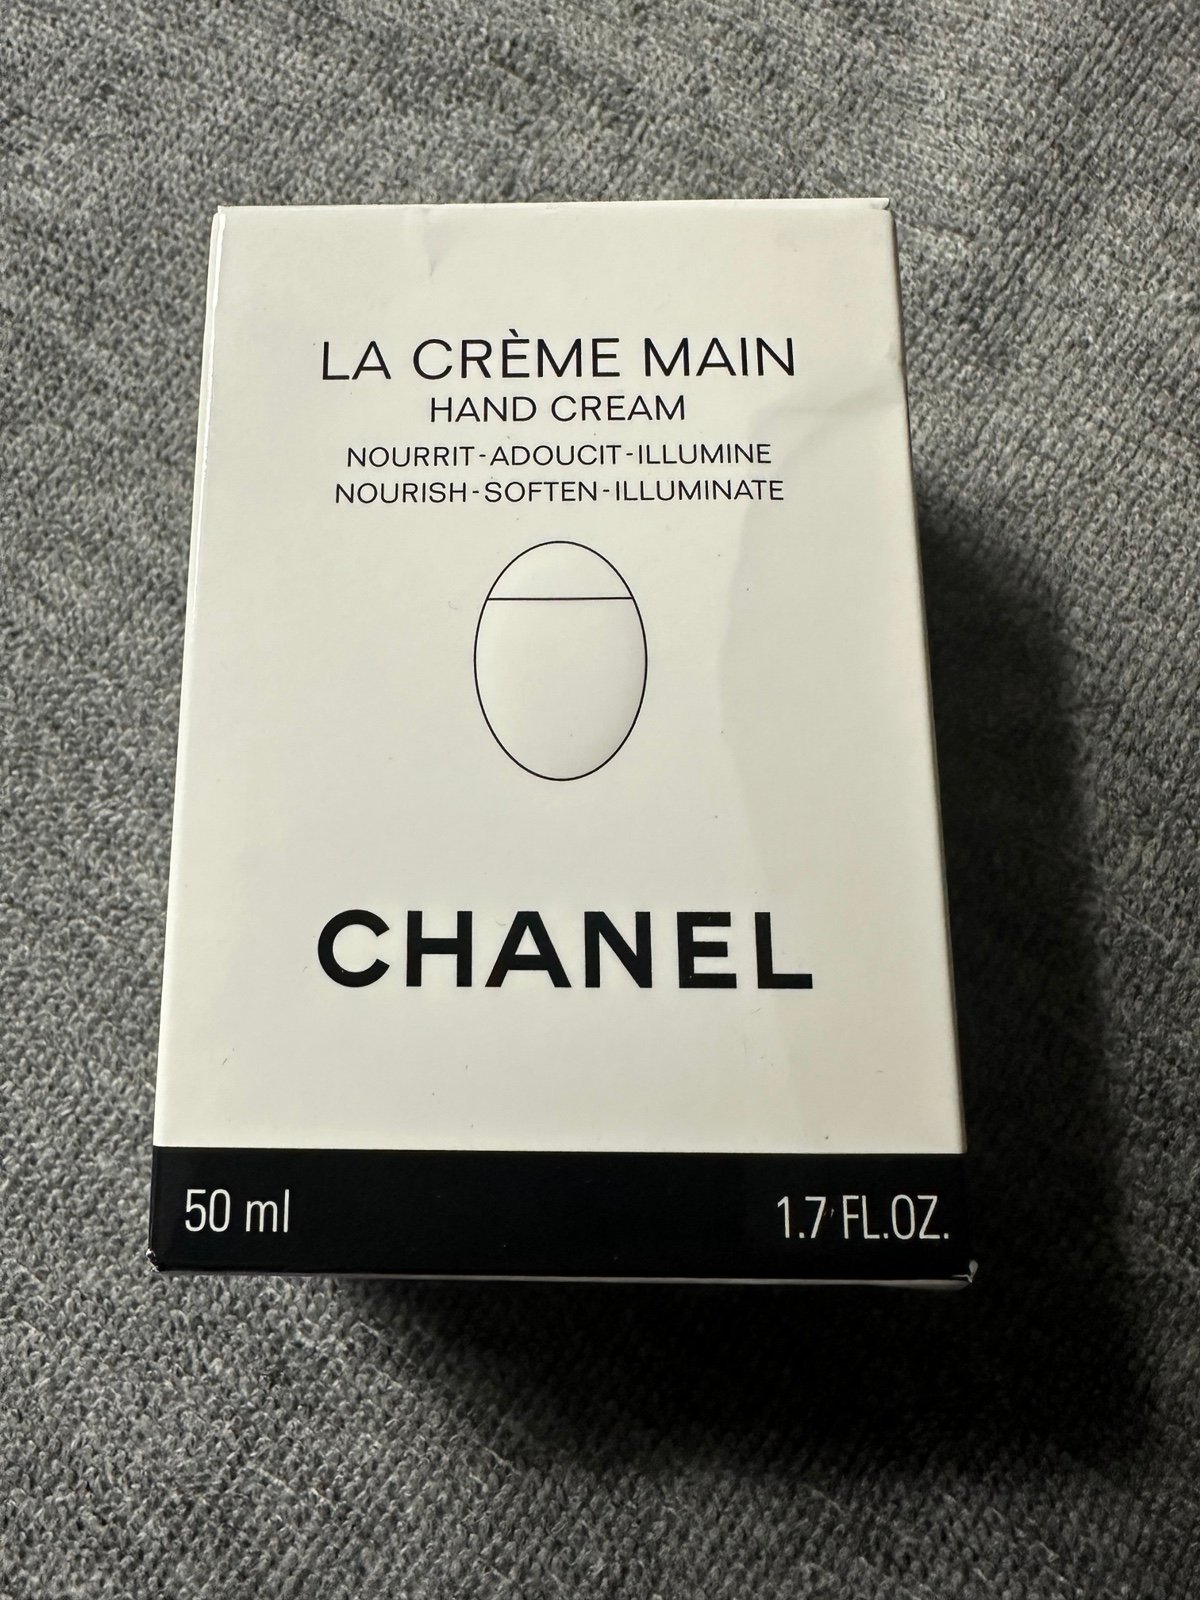 LA CRÈME MAIN
HAND CREAM
NOURRIT-ADOUCIT-ILLUMINE
NOURISH-SOFTEN-ILLUMINATE
CHANEL
50 ml 1.7 FL.OZ.